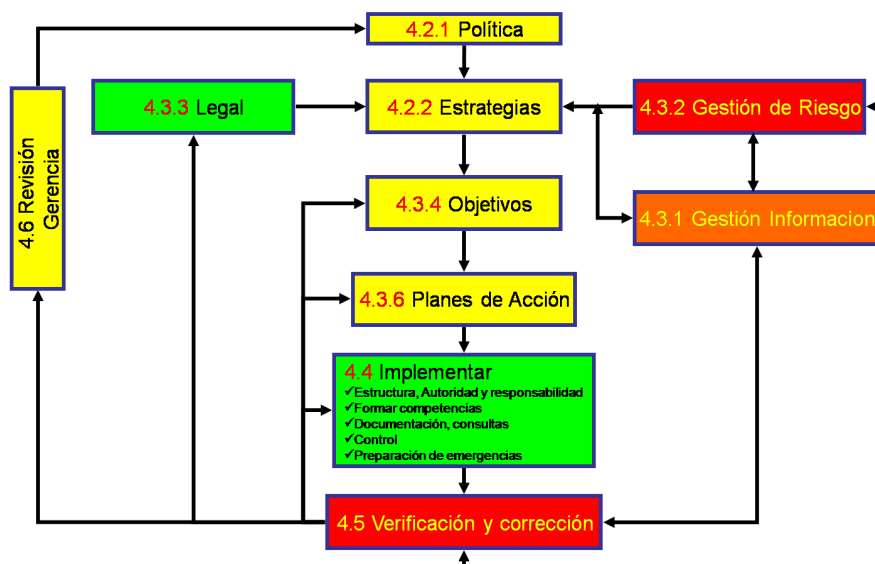 4.2.1 Política
4.3.3 Legal
4.2.2 Estrategias
4.3.2 Gestión de Riesgo
4.6 Revisión
Gerencia
4.3.4 Objetivos
4.3.1 Gestión Informacion
4.3.6 Planes de Acción
4.4 Implementar
✓Estructura, Autoridad y responsabilidad
✓Formar competencias
✓Documentación, consultas
✓Control
✓Preparación de emergencias
4.5 Verificación y corrección